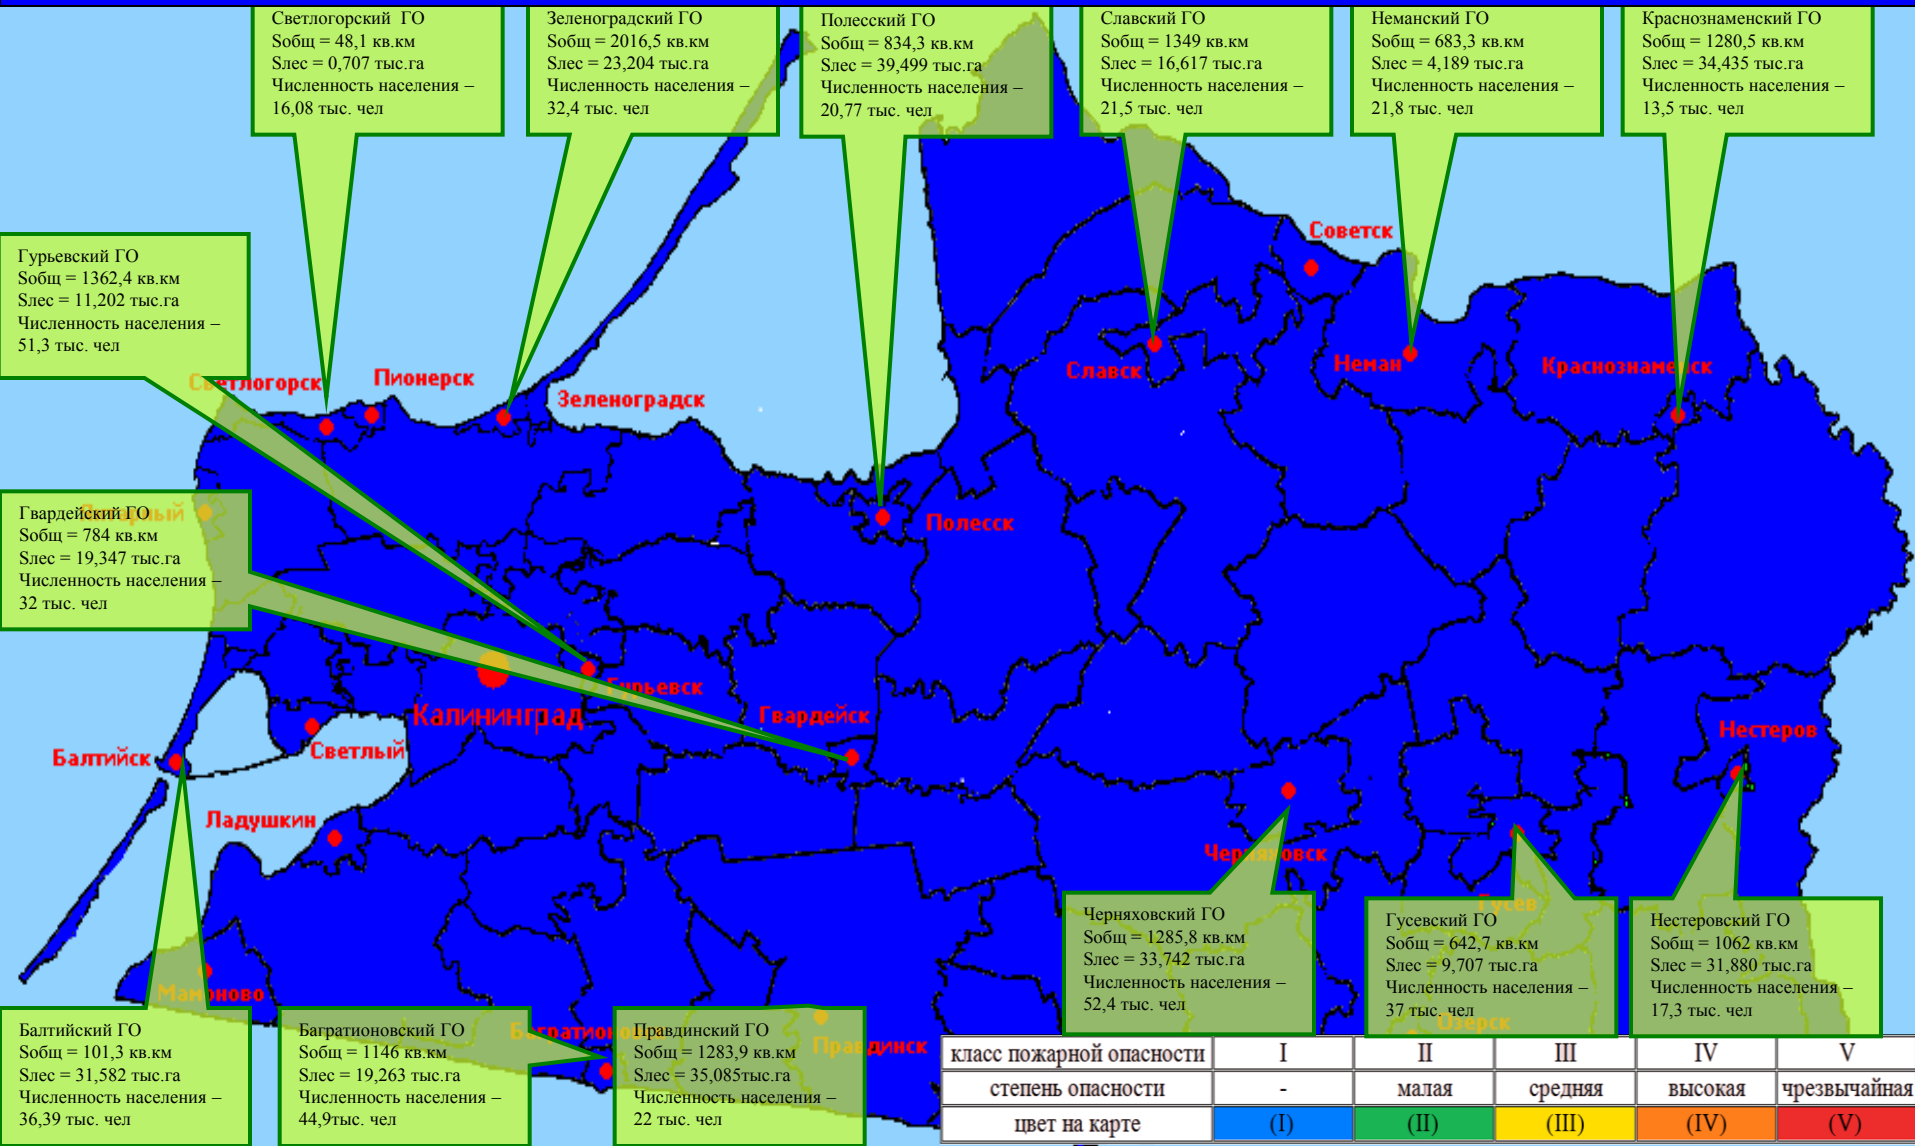 Светлогорский ГО
Sобщ = 48,1 кв.км
Sлес = 0,707 тыс.га
Численность населения –
16,08 тыс. чел
Зеленоградский ГО
Sобщ = 2016,5 кв.км
Sлес = 23,204 тыс.га
Численность населения –
32,4 тыс. чел
Полесский ГО
Sобщ = 834,3 кв.км
Sлес = 39,499 тыс.га
Численность населения –
20,77 тыс. чел
Славский ГО
Sобщ = 1349 кв.км
Sлес = 16,617 тыс.га
Численность населения –
21,5 тыс. чел
Неманский ГО
Sобщ = 683,3 кв.км
Sлес = 4,189 тыс.га
Численность населения –
21,8 тыс. чел
Краснознаменский ГО
Sобщ = 1280,5 кв.км
Sлес = 34,435 тыс.га
Численность населения –
13,5 тыс. чел
Гурьевский ГО
Sобщ = 1362,4 кв.км
Sлес = 11,202 тыс.га
Численность населения –
51,3 тыс. чел
Советск
Славск
Неман
Краснознаменск
Светлогорск
Пионерск
Зеленоградск
Гвардейский ГО
Sобщ = 784 кв.км
Sлес = 19,347 тыс.га
Численность населения –
32 тыс. чел
Полесск
Гурьевск
Калининград
Гвардейск
Нестеров
Балтийск
Светлый
Ладушкин
Черняховск
Гусев
Мамоново
Багратионовск
Правдинск
Озерск
Черняховский ГО
Sобщ = 1285,8 кв.км
Sлес = 33,742 тыс.га
Численность населения –
52,4 тыс. чел
Гусевский ГО
Sобщ = 642,7 кв.км
Sлес = 9,707 тыс.га
Численность населения –
37 тыс. чел
Нестеровский ГО
Sобщ = 1062 кв.км
Sлес = 31,880 тыс.га
Численность населения –
17,3 тыс. чел
Балтийский ГО
Sобщ = 101,3 кв.км
Sлес = 31,582 тыс.га
Численность населения –
36,39 тыс. чел
Багратионовский ГО
Sобщ = 1146 кв.км
Sлес = 19,263 тыс.га
Численность населения –
44,9тыс. чел
Правдинский ГО
Sобщ = 1283,9 кв.км
Sлес = 35,085тыс.га
Численность населения –
22 тыс. чел
класс пожарной опасности I II III IV V
степень опасности - малая средняя высокая чрезвычайная
цвет на карте (I) (II) (III) (IV) (V)